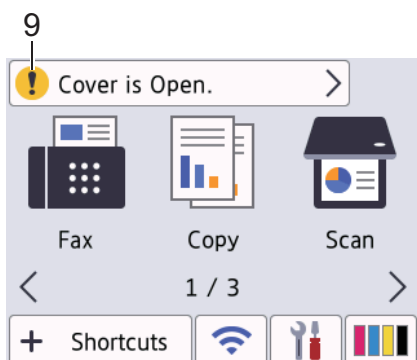 9
! Cover is Open. >
Fax Copy Scan
< 1 / 3 >
+ Shortcuts